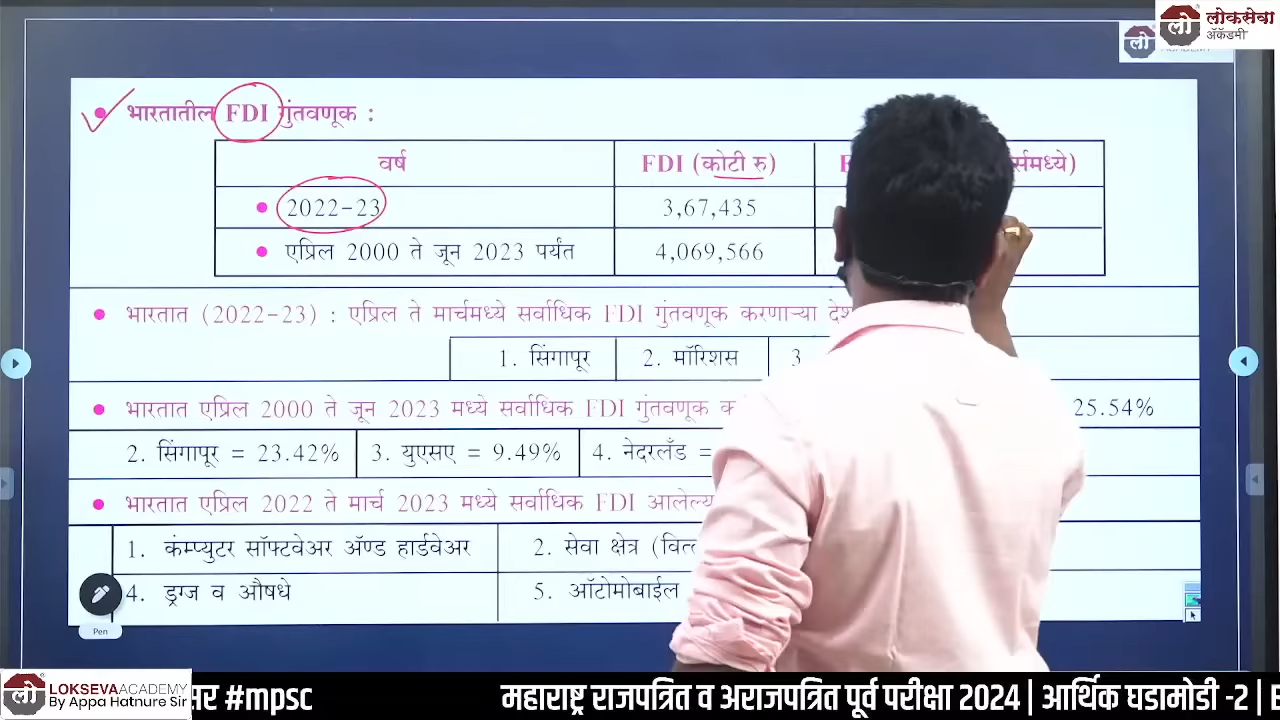 लोकसेवा
अ‍ॅकॅडमी
भारतातील FDI गुंतवणूक :
वर्ष FDI (कोटी रु)
2022-23 3,67,435
एप्रिल 2000 ते जून 2023 पर्यंत 4,069,566
भारतात (2022-23) : एप्रिल ते मार्चमध्ये सर्वाधिक FDI गुंतवणूक करणाऱ्या
1. सिंगापूर 2. मॉरिशस 3
भारतात एप्रिल 2000 ते जून 2023 मध्ये सर्वाधिक FDI गुंतवणूक 25.54%
2. सिंगापूर = 23.42% 3. युएसए = 9.49% 4. नेदरलँड =
भारतात एप्रिल 2022 ते मार्च 2023 मध्ये सर्वाधिक FDI
1. कंम्प्युटर सॉफ्टवेअर अ‍ॅण्ड हार्डवेअर 2. सेवा क्षेत्र
4. ड्रग्ज व औषधे 5. ऑटोमोबाईल
Pen
LOKSEVA ACADEMY
By Appa Hatnure Sir
सर #mpsc महाराष्ट्र राजपत्रित व अराजपत्रित पूर्व परीक्षा 2024 | आर्थिक घडामोडी -2 |